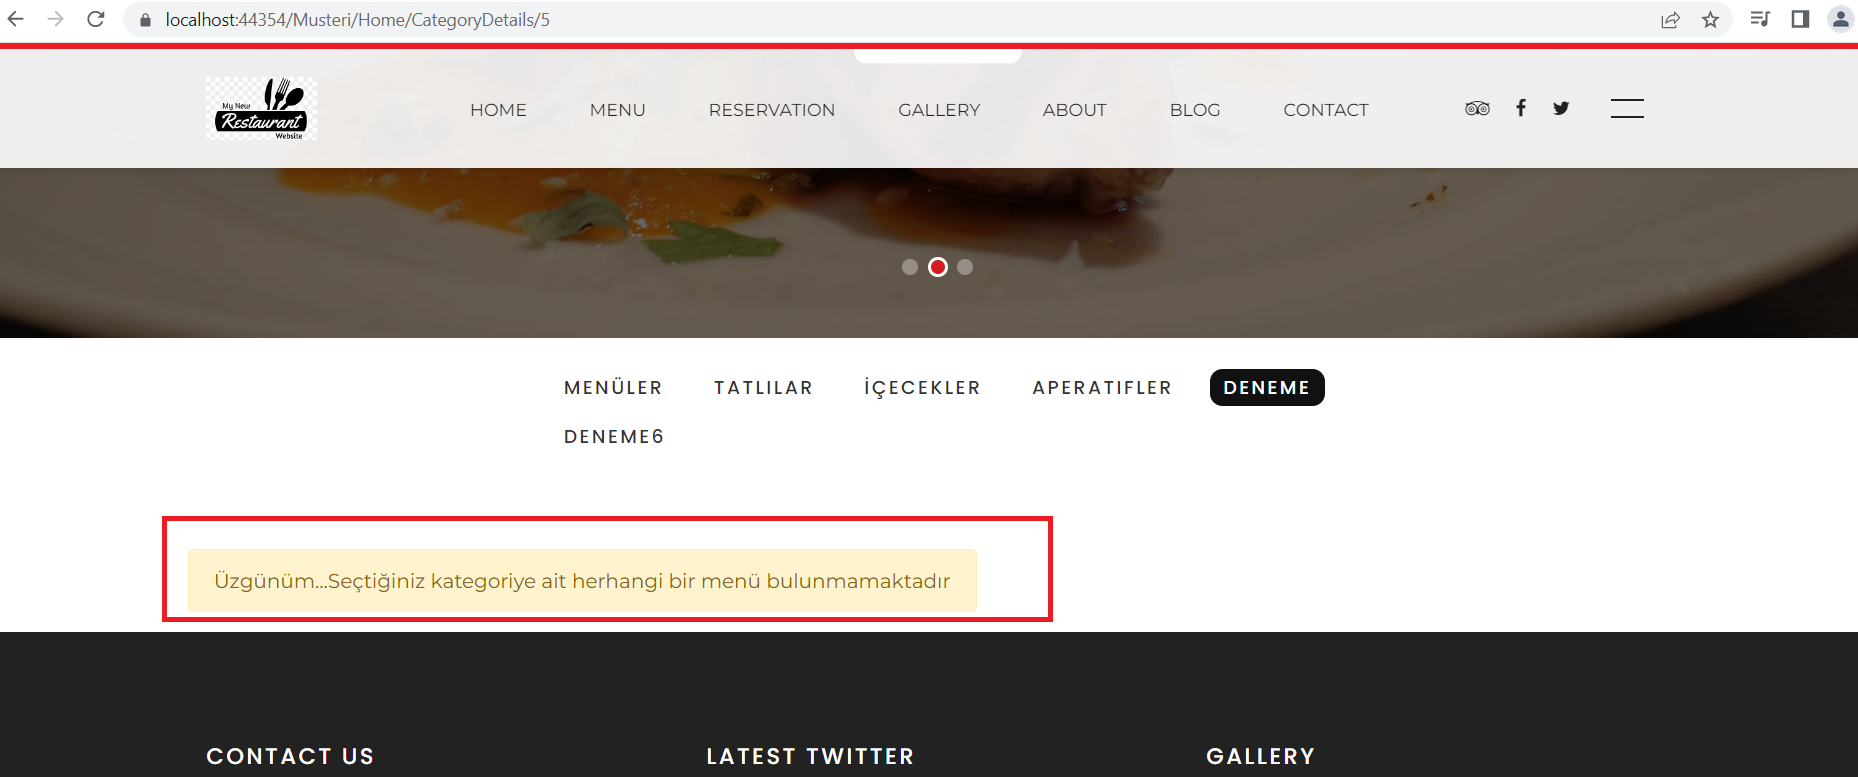 localhost:44354/Musteri/Home/CategoryDetails/5
My New
Restaurant
Website
HOME MENU RESERVATION GALLERY ABOUT BLOG CONTACT
MENÜLER TATLILAR İÇECEKLER APERATIFLER DENEME
DENEME6
Üzgünüm...Seçtiğiniz kategoriye ait herhangi bir menü bulunmamaktadır
CONTACT US LATEST TWITTER GALLERY